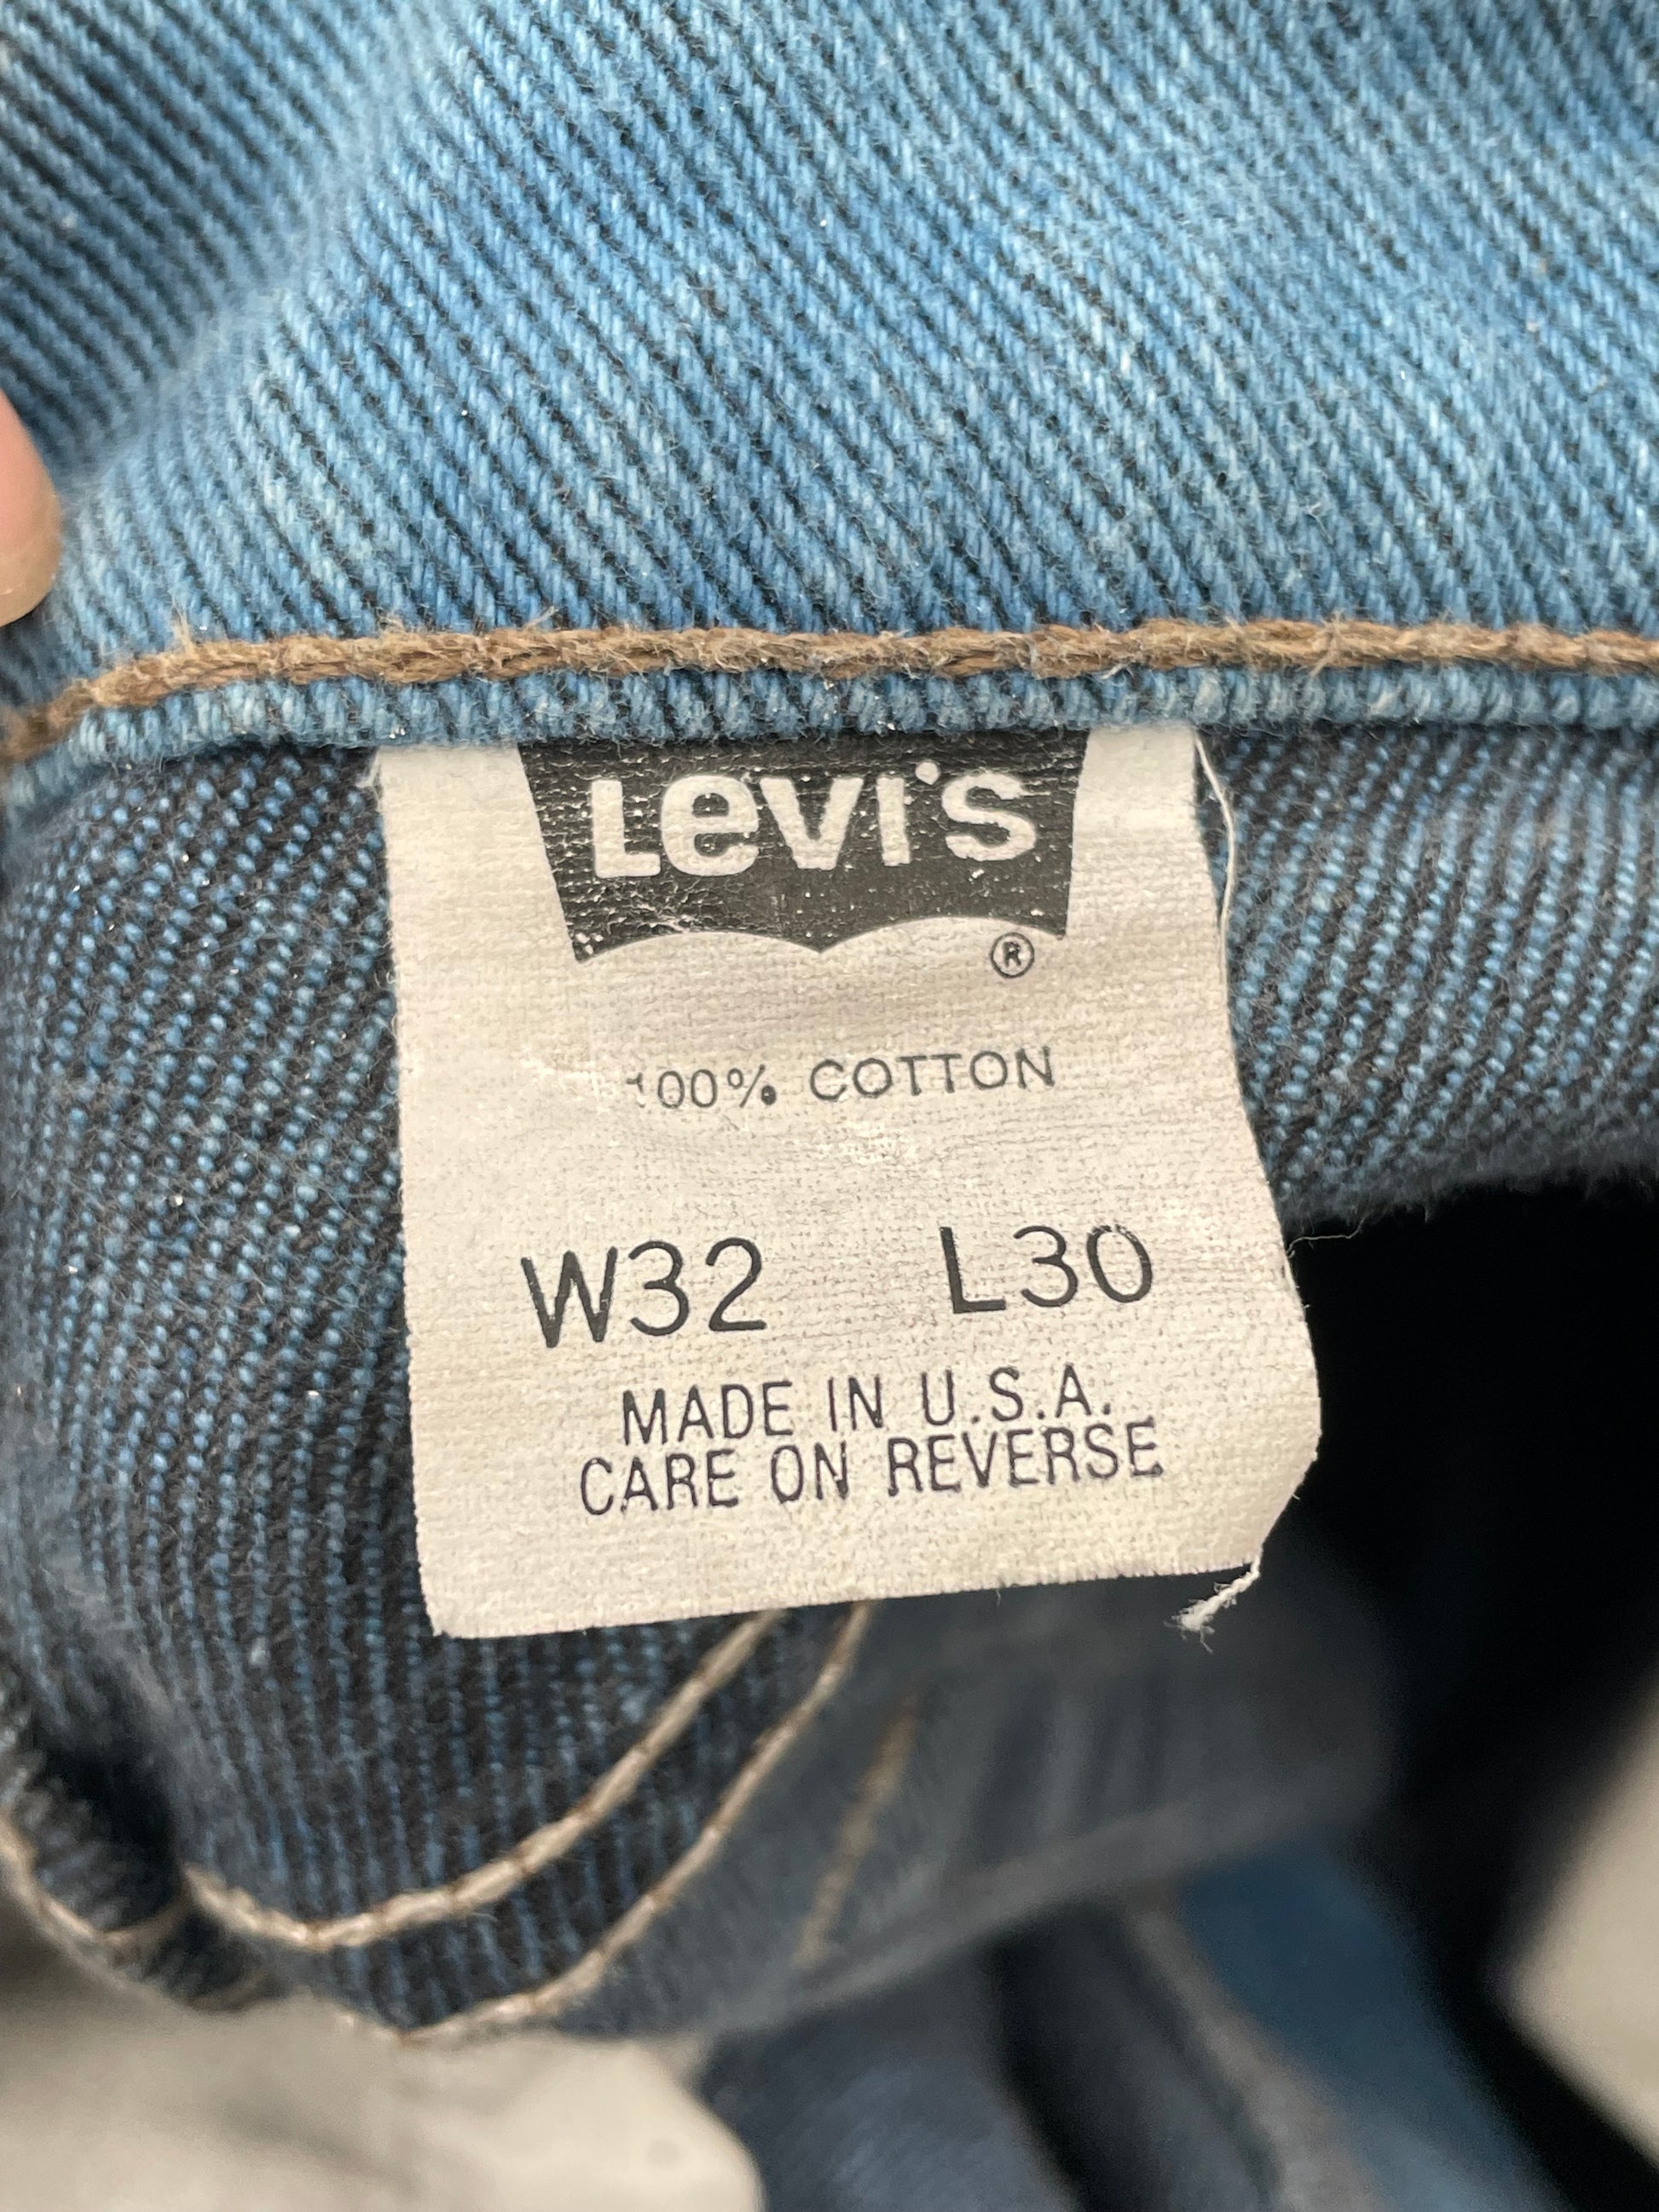 Levi's
®
100% COTTON
W32 L30
MADE IN U.S.A.
CARE ON REVERSE